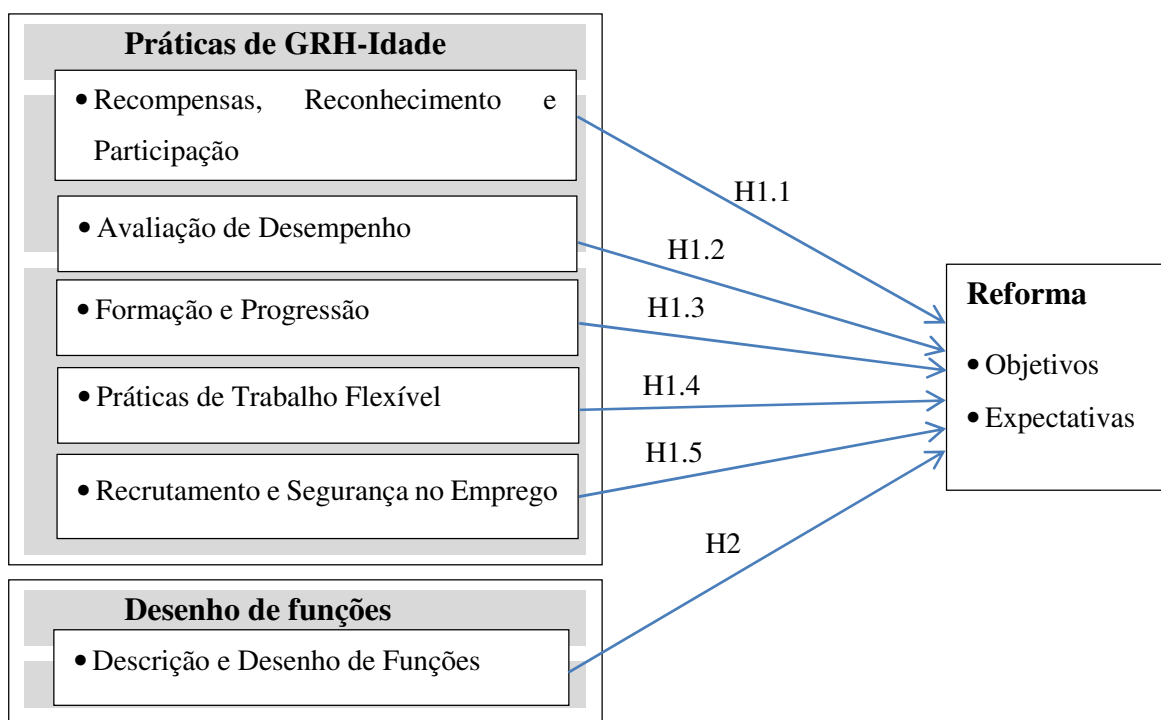 Práticas de GRH-Idade
• Recompensas, Reconhecimento e
Participação
• Avaliação de Desempenho
• Formação e Progressão
• Práticas de Trabalho Flexível
• Recrutamento e Segurança no Emprego
H1.1
H1.2
H1.3
H1.4
H1.5
H2
Reforma
• Objetivos
• Expectativas
Desenho de funções
• Descrição e Desenho de Funções